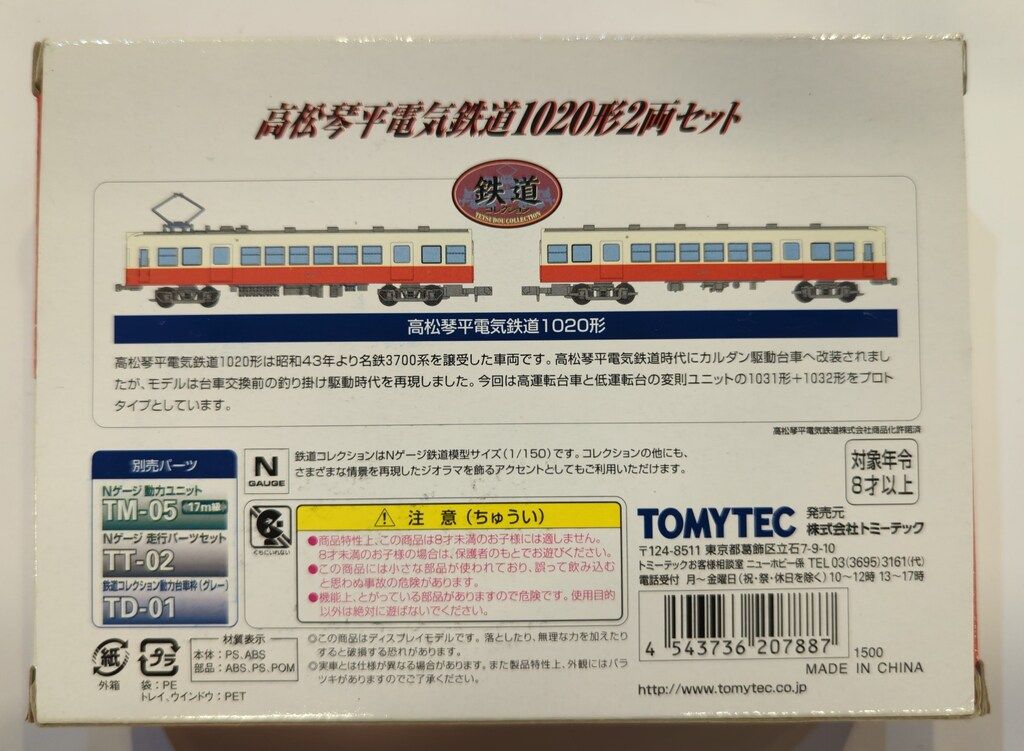 高松琴平電気鉄道1020形2両セット
鉄道
コレクション
TETSUDOU COLLECTION
高松琴平電気鉄道1020形
高松琴平電気鉄道1020形は昭和43年より名鉄3700系を譲受した車両です。高松琴平電気鉄道時代にカルダン駆動台車へ改装されまし
たが、モデルは台車交換前の釣り掛け駆動時代を再現しました。今回は高運転台車と低運転台の変則ユニットの1031形+1032形をプロト
タイプとしています。
高松琴平電気鉄道株式会社商品化許諾済
別売パーツ
Nゲージ 動力ユニット
TM-05 17m級
Nゲージ 走行パーツセット
TT-02
鉄道コレクション動力台車枠(グレー)
TD-01
N
GAUGE
鉄道コレクションはNゲージ鉄道模型サイズ(1/150)です。コレクションの他にも、
さまざまな情景を再現したジオラマを飾るアクセントとしてもご利用いただけます。
対象年令
8才以上
くちにいれない
⚠ 注意(ちゅうい)
●商品特性上、この商品は8才未満のお子様には適しません。
8才未満のお子様の場合は、保護者のもとでお遊びください。
●この商品には小さな部品が使われており、誤って飲み込む
と思わぬ事故の危険があります。
●機能上、とがっている部品がありますので危険です。使用目的
以外は絶対に遊ばないでください。
TOMYTEC 発売元
株式会社トミーテック
〒124-8511 東京都葛飾区立石7-9-10
トミーテックお客様相談室 ニューホビー係 TEL 03(3695)3161(代)
電話受付 月〜金曜日(祝・祭・休日を除く)10〜12時 13〜17時
4 543736 207887
1500
MADE IN CHINA
http://www.tomytec.co.jp
紙
外箱
プラ
袋:PE
トレイ、ウインドウ:PET
材質表示
本体:PS、ABS
部品:ABS、PS、POM
◎この商品はディスプレイモデルです。落としたり、無理な力を加えたり
すると破損する恐れがあります。
◎実車とは仕様が異なる場合があります。また製品特性上、外観にはバラ
ツキがありますのでご了承ください。